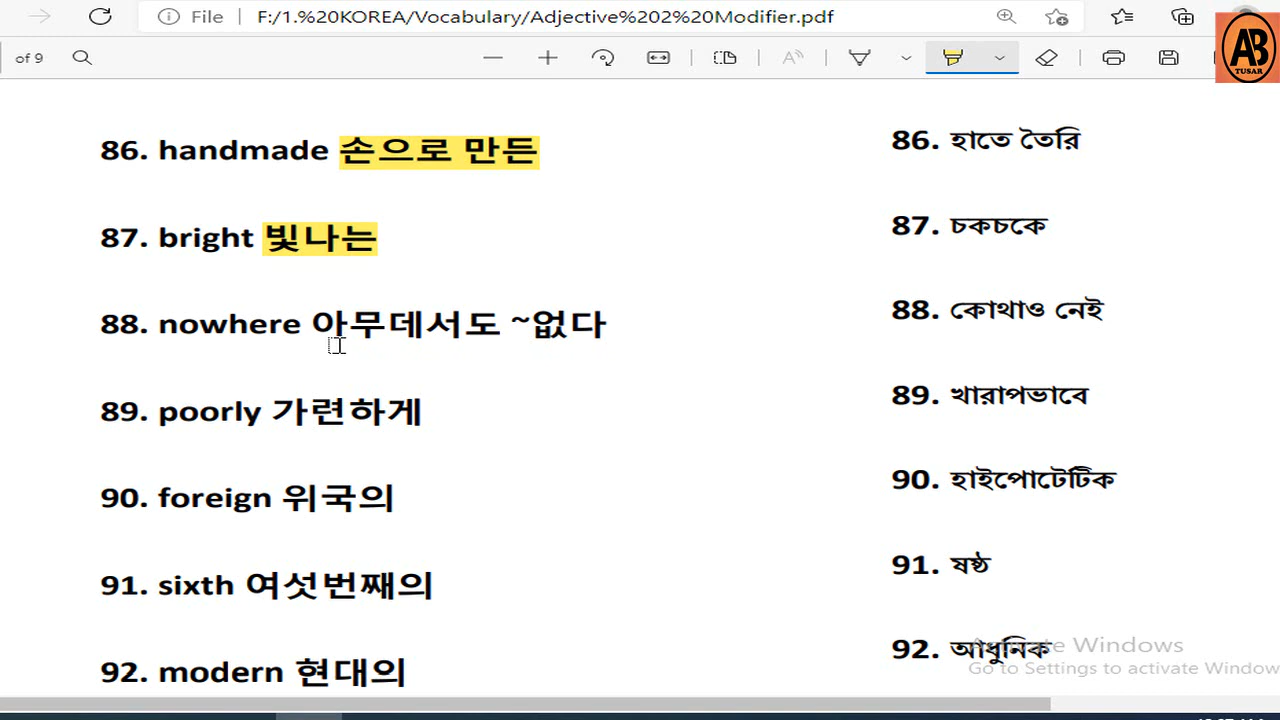 File F:/1.%20KOREA/Vocabulary/Adjective%202%20Modifier.pdf
of 9
AB
TUSAR
86. handmade 손으로 만든 86. হাতে তৈরি
87. bright 빛나는 87. চকচকে
88. nowhere 아무데서도 ~없다 88. কোথাও নেই
89. poorly 가련하게 89. খারাপভাবে
90. foreign 위국의 90. হাইপোটেটিক
91. sixth 여섯번째의 91. ষষ্ঠ
92. modern 현대의 92. আধুনিক
Activate Windows
Go to Settings to activate Window